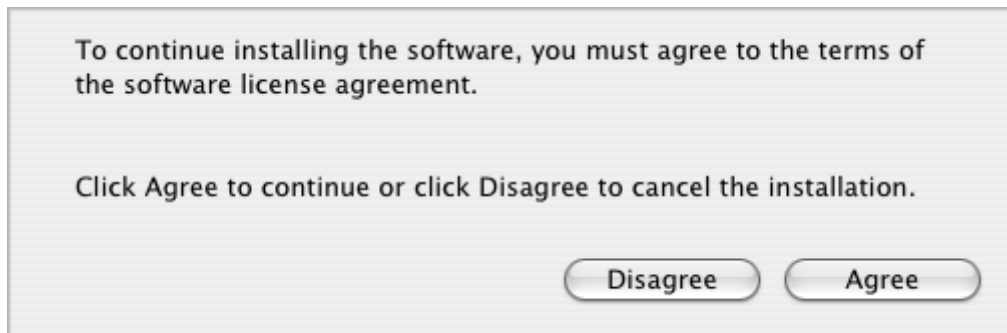 To continue installing the software, you must agree to the terms of
the software license agreement.
Click Agree to continue or click Disagree to cancel the installation.
Disagree Agree